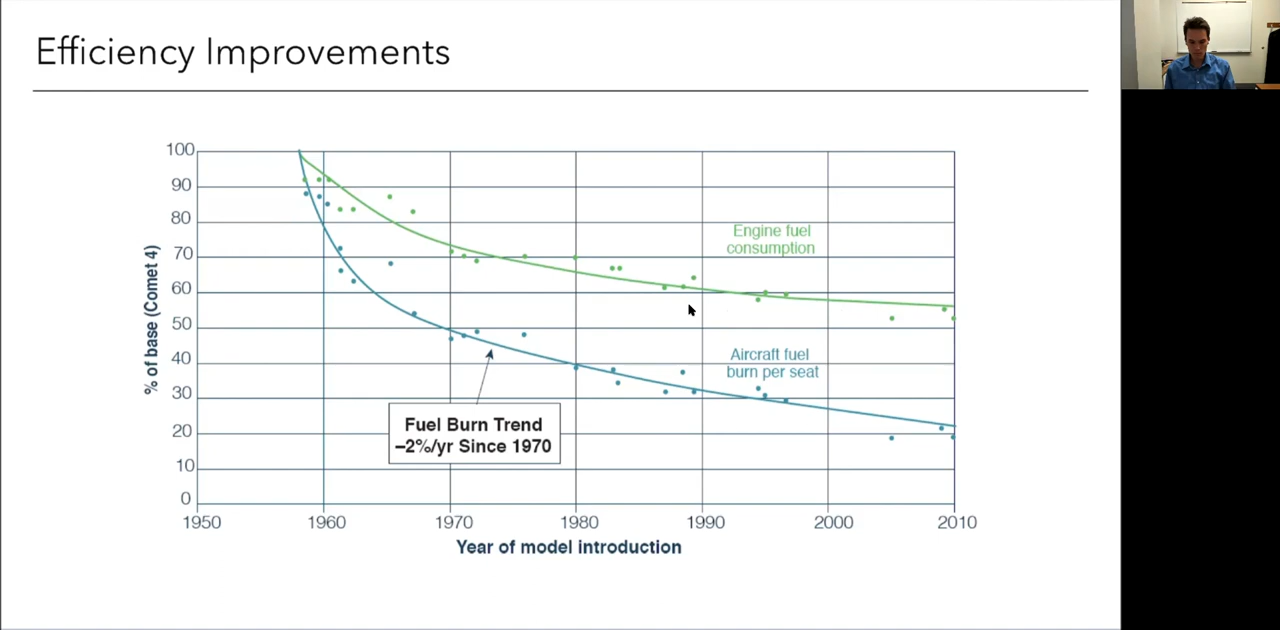 Efficiency Improvements
100
90
80
70
60
50
40
30
20
10
0
% of base (Comet 4)
Engine fuel
consumption
Aircraft fuel
burn per seat
Fuel Burn Trend
–2%/yr Since 1970
1950 1960 1970 1980 1990 2000 2010
Year of model introduction